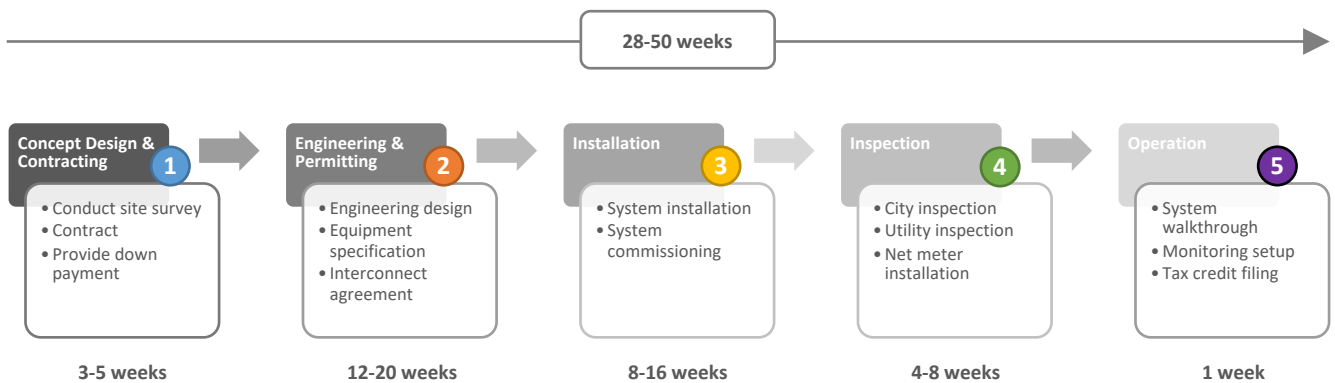 28-50 weeks
Concept Design &
Contracting
1
• Conduct site survey
• Contract
• Provide down
payment
3-5 weeks
Engineering &
Permitting
2
• Engineering design
• Equipment
specification
• Interconnect
agreement
12-20 weeks
Installation
3
• System installation
• System
commissioning
8-16 weeks
Inspection
4
• City inspection
• Utility inspection
• Net meter
installation
4-8 weeks
Operation
5
• System
walkthrough
• Monitoring setup
• Tax credit filing
1 week